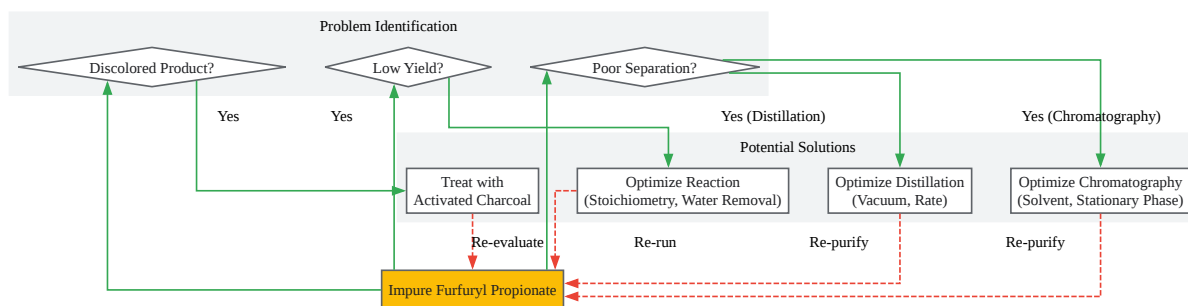 Problem Identification
Discolored Product?
Low Yield?
Poor Separation?
Yes
Yes
Yes (Distillation)
Yes (Chromatography)
Potential Solutions
Treat with
Activated Charcoal
Optimize Reaction
(Stoichiometry, Water Removal)
Optimize Distillation
(Vacuum, Rate)
Optimize Chromatography
(Solvent, Stationary Phase)
Re-evaluate
Re-run
Re-purify
Re-purify
Impure Furfuryl Propionate